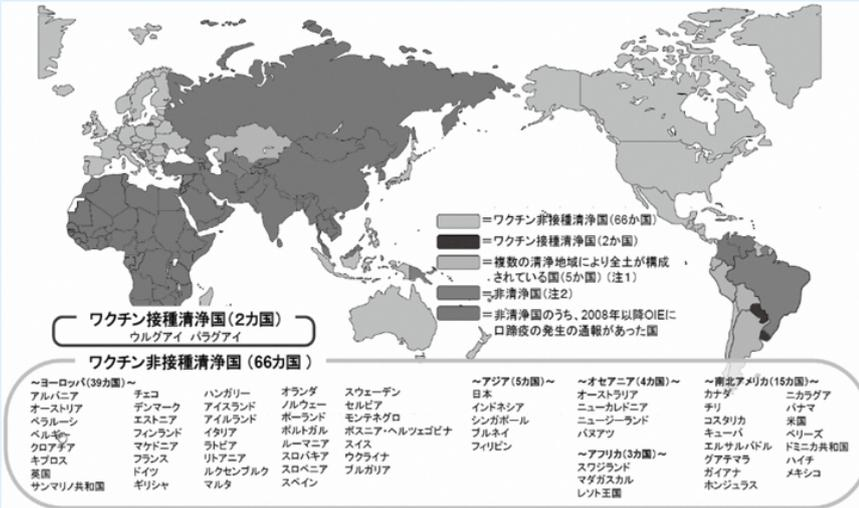 =ワクチン非接種清浄国(66か国)
=ワクチン接種清浄国(2か国)
=複数の清浄地域により全土が構成
されている国(5か国)(注1)
=非清浄国(注2)
=非清浄国のうち、2008年以降OIEに
口蹄疫の発生の通報があった国
ワクチン接種清浄国(2カ国)
ウルグアイ パラグアイ
ワクチン非接種清浄国(66カ国)
~ヨーロッパ(39カ国)~
アルバニア
オーストリア
ベラルーシ
ベルギー
クロアチア
キプロス
英国
サンマリノ共和国
チェコ
デンマーク
エストニア
フィンランド
マケドニア
フランス
ドイツ
ギリシャ
ハンガリー
アイスランド
アイルランド
イタリア
ラトビア
リトアニア
ルクセンブルク
マルタ
オランダ
ノルウェー
ポーランド
ポルトガル
ルーマニア
スロバキア
スロベニア
スペイン
スウェーデン
セルビア
モンテネグロ
ボスニア・ヘルツェゴビナ
スイス
ウクライナ
ブルガリア
~アジア(5カ国)~
日本
インドネシア
シンガポール
ブルネイ
フィリピン
~オセアニア(4カ国)~
オーストラリア
ニューカレドニア
ニュージーランド
バヌアツ
~アフリカ(3カ国)~
スワジランド
マダガスカル
レソト王国
~南北アメリカ(15カ国)~
カナダ
チリ
コスタリカ
キューバ
エルサルバドル
グアテマラ
ガイアナ
ホンジュラス
ニカラグア
パナマ
米国
ベリーズ
ドミニカ共和国
ハイチ
メキシコ